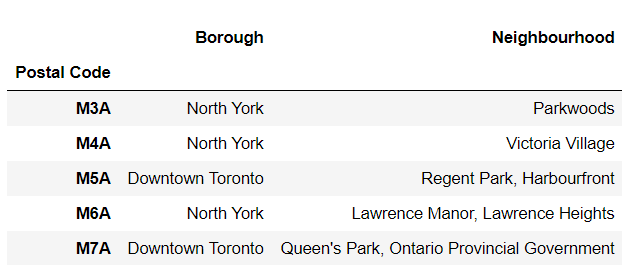 Borough Neighbourhood
Postal Code
M3A North York Parkwoods
M4A North York Victoria Village
M5A Downtown Toronto Regent Park, Harbourfront
M6A North York Lawrence Manor, Lawrence Heights
M7A Downtown Toronto Queen's Park, Ontario Provincial Government